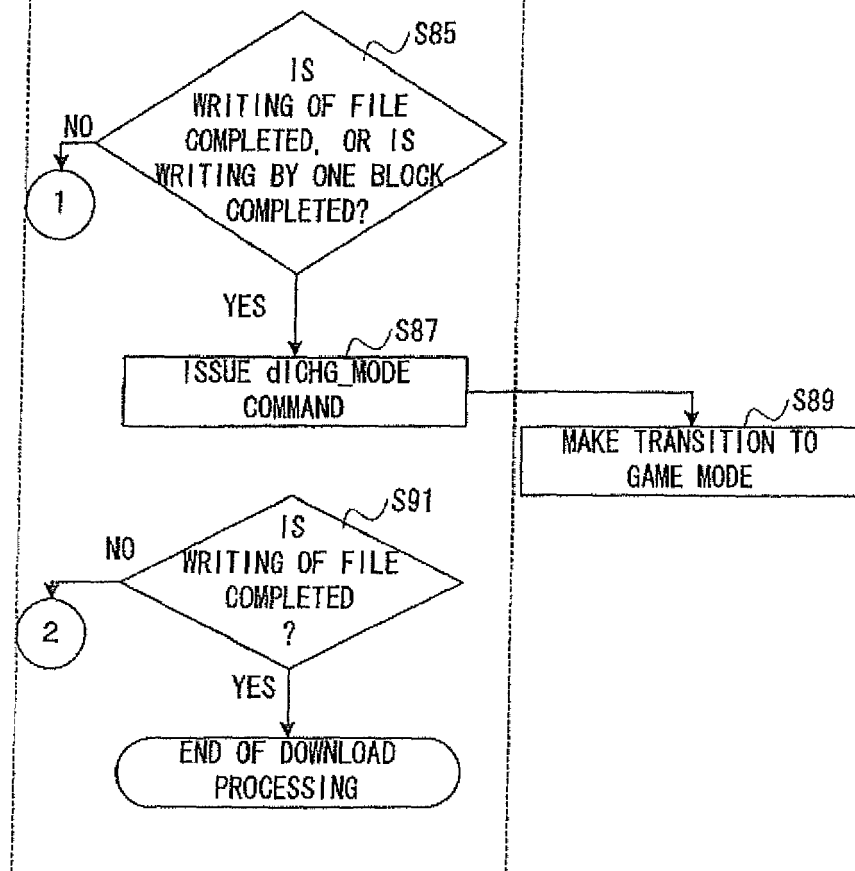 S85
IS
WRITING OF FILE
COMPLETED, OR IS
WRITING BY ONE BLOCK
COMPLETED?
NO
1
YES
S87
ISSUE dICHG_MODE
COMMAND
S89
MAKE TRANSITION TO
GAME MODE
S91
IS
WRITING OF FILE
COMPLETED
?
NO
2
YES
END OF DOWNLOAD
PROCESSING